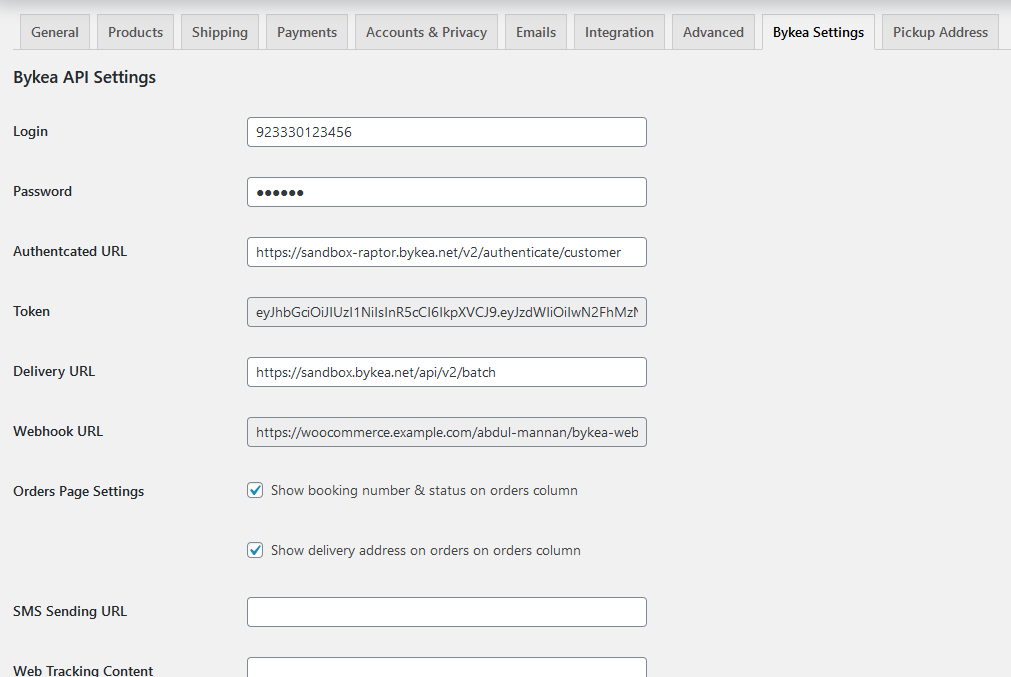 General Products Shipping Payments Accounts & Privacy Emails Integration Advanced Bykea Settings Pickup Address
Bykea API Settings
Login 923330123456
Password ••••••
Authentcated URL https://sandbox-raptor.bykea.net/v2/authenticate/customer
Token eyJhbGciOiJIUzI1NiIsInR5cCI6IkpXVCJ9.eyJzdWIiOiIwN2FhMzN
Delivery URL https://sandbox.bykea.net/api/v2/batch
Webhook URL https://woocommerce.example.com/abdul-mannan/bykea-web
Orders Page Settings Show booking number & status on orders column
Show delivery address on orders on orders column
SMS Sending URL
Web Tracking Content